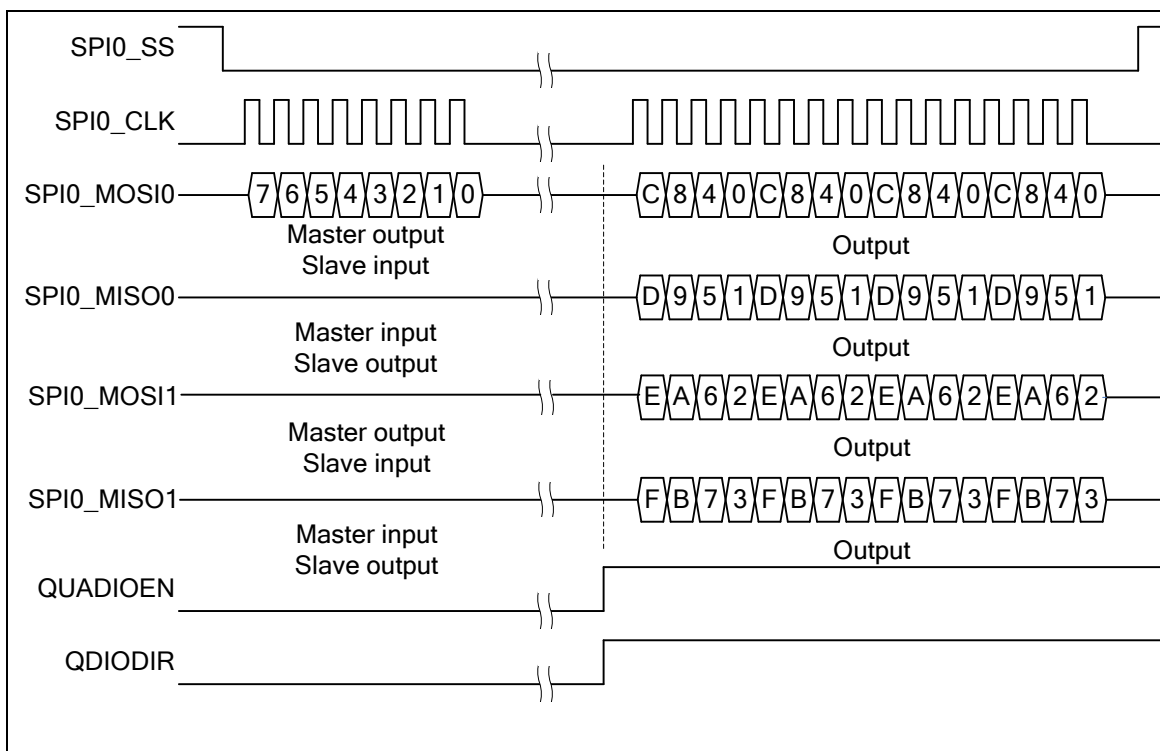 SPI0_SS
SPI0_CLK
SPI0_MOSI0 7 6 5 4 3 2 1 0 C 8 4 0 C 8 4 0 C 8 4 0 C 8 4 0
Master output Output
Slave input
SPI0_MISO0 D 9 5 1 D 9 5 1 D 9 5 1 D 9 5 1
Master input Output
Slave output
SPI0_MOSI1 E A 6 2 E A 6 2 E A 6 2 E A 6 2
Master output Output
Slave input
SPI0_MISO1 F B 7 3 F B 7 3 F B 7 3 F B 7 3
Master input Output
Slave output
QUADIOEN
QDIODIR